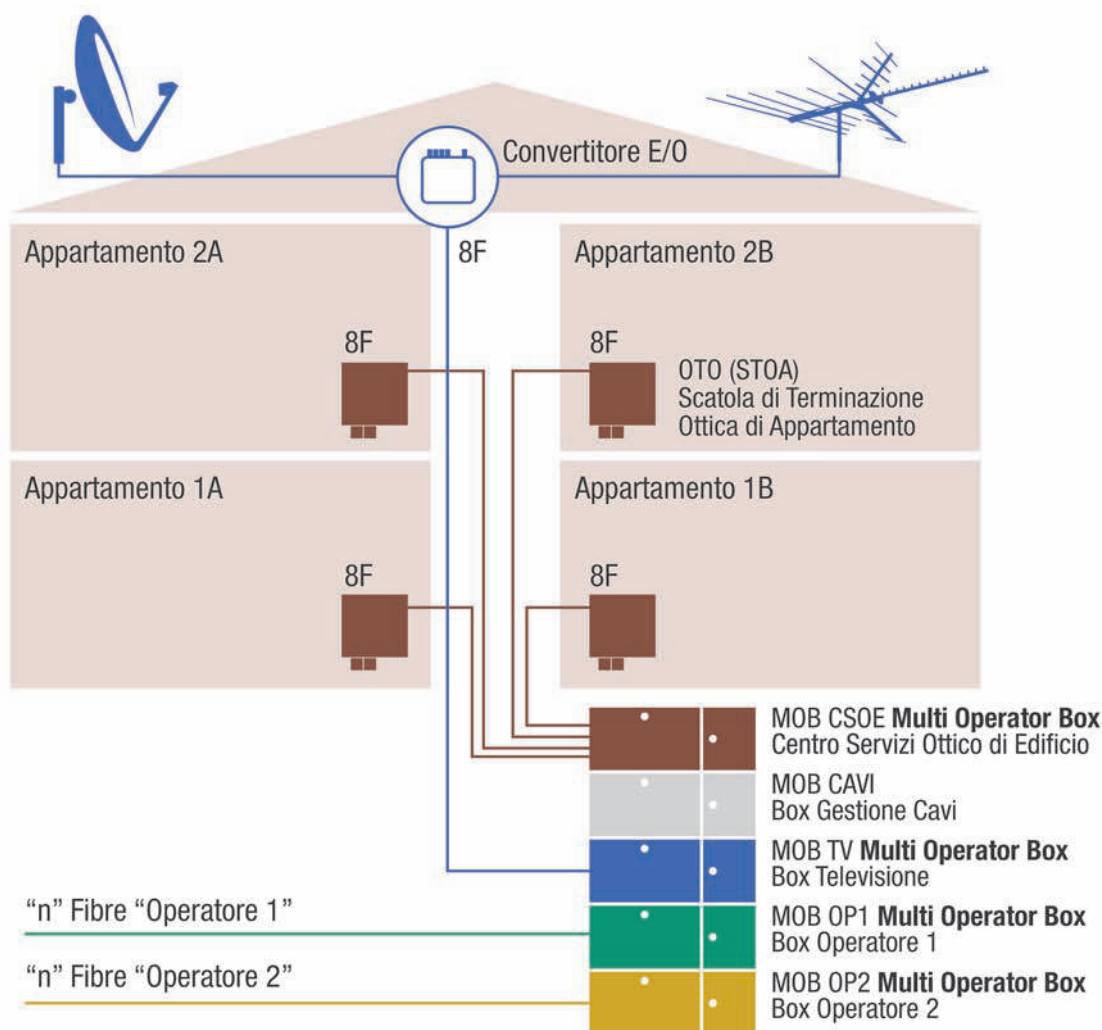 Convertitore E/O
Appartamento 2A
8F
Appartamento 2B
8F
8F
OTO (STOA)
Scatola di Terminazione
Ottica di Appartamento
Appartamento 1A
Appartamento 1B
8F
8F
MOB CSOE Multi Operator Box
Centro Servizi Ottico di Edificio
MOB CAVI
Box Gestione Cavi
MOB TV Multi Operator Box
Box Televisione
“n” Fibre “Operatore 1”
MOB OP1 Multi Operator Box
Box Operatore 1
“n” Fibre “Operatore 2”
MOB OP2 Multi Operator Box
Box Operatore 2